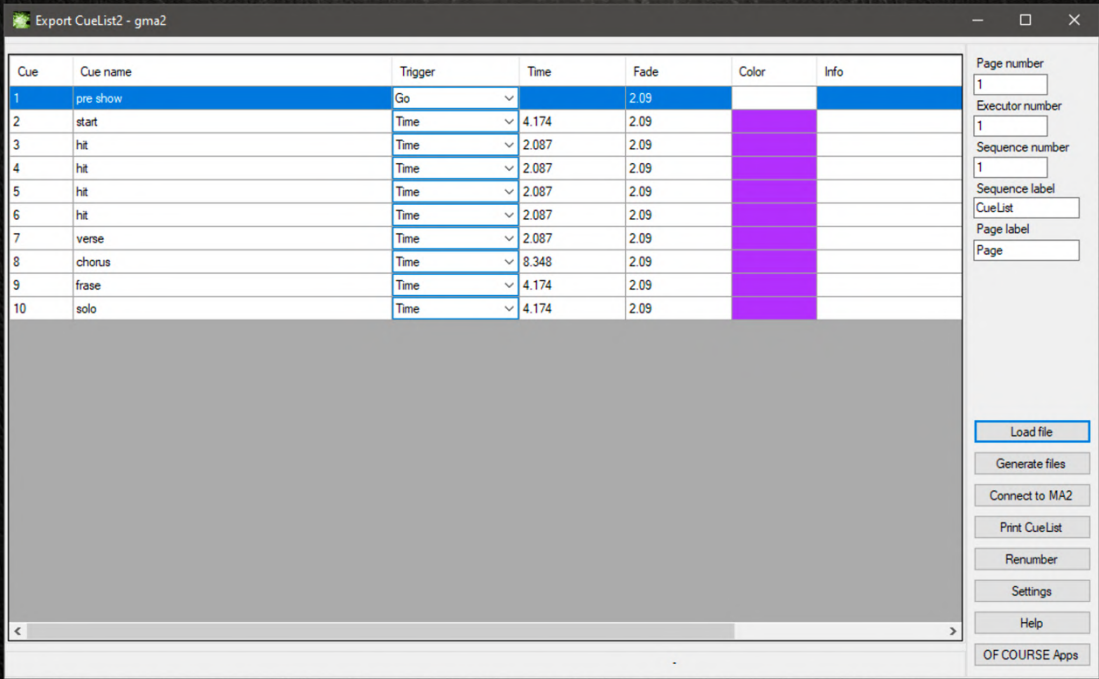 Export CueList2 - gma2
Cue Cue name Trigger Time Fade Color Info
1 pre show Go 2.09
2 start Time 4.174 2.09
3 hit Time 2.087 2.09
4 hit Time 2.087 2.09
5 hit Time 2.087 2.09
6 hit Time 2.087 2.09
7 verse Time 2.087 2.09
8 chorus Time 8.348 2.09
9 frase Time 4.174 2.09
10 solo Time 4.174 2.09
-
Page number
1
Executor number
1
Sequence number
1
Sequence label
CueList
Page label
Page
Load file
Generate files
Connect to MA2
Print CueList
Renumber
Settings
Help
OF COURSE Apps